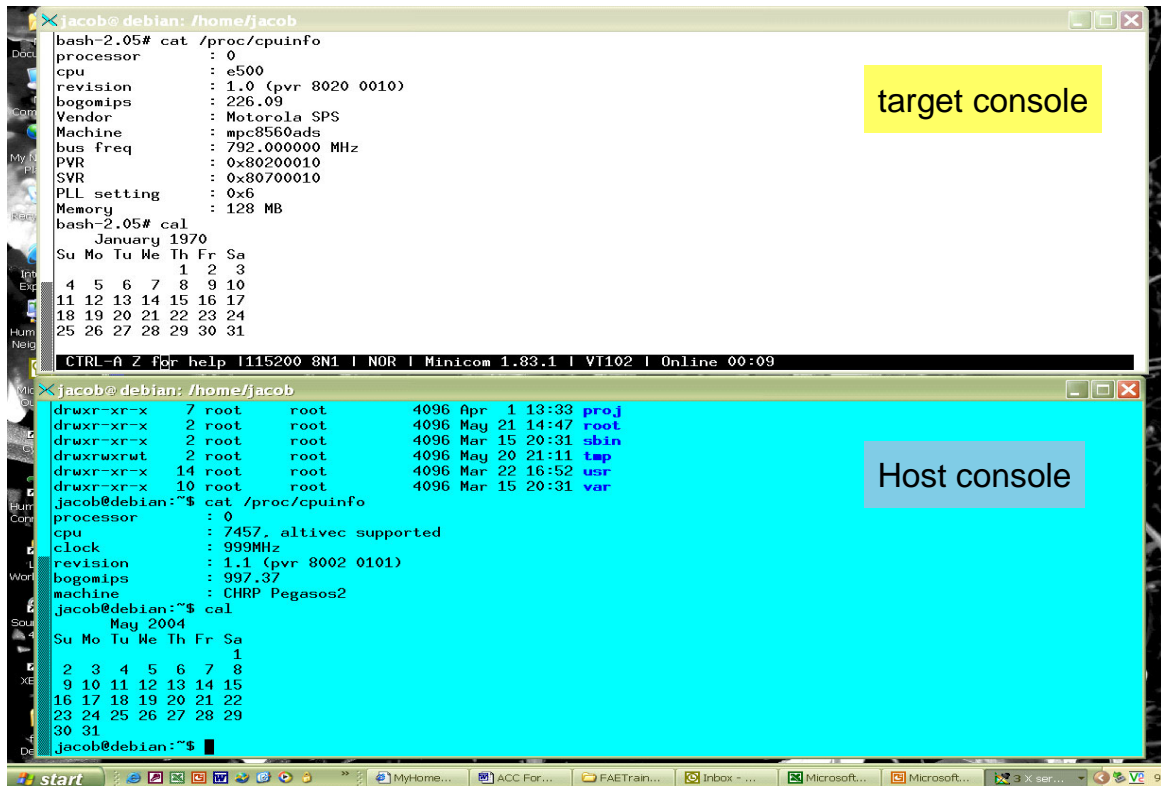 jacob@debian: /home/jacob
bash-2.05# cat /proc/cpuinfo
processor : 0
cpu : e500
revision : 1.0 (pvr 8020 0010)
bogomips : 226.09
Vendor : Motorola SPS
Machine : mpc8560ads
bus freq : 792.000000 MHz
PVR : 0x80200010
SVR : 0x80700010
PLL setting : 0x6
Memory : 128 MB
bash-2.05# cal
January 1970
Su Mo Tu We Th Fr Sa
1 2 3
4 5 6 7 8 9 10
11 12 13 14 15 16 17
18 19 20 21 22 23 24
25 26 27 28 29 30 31
CTRL-A Z for help |115200 8N1 | NOR | Minicom 1.83.1 | VT102 | Online 00:09
target console
jacob@debian: /home/jacob
drwxr-xr-x 7 root root 4096 Apr 1 13:33 proj
drwxr-xr-x 2 root root 4096 May 21 14:47 root
drwxr-xr-x 2 root root 4096 Mar 15 20:31 sbin
drwxrwxrwt 2 root root 4096 May 20 21:11 tmp
drwxr-xr-x 14 root root 4096 Mar 22 16:52 usr
drwxr-xr-x 10 root root 4096 Mar 15 20:31 var
jacob@debian:~$ cat /proc/cpuinfo
processor : 0
cpu : 7457, altivec supported
clock : 999MHz
revision : 1.1 (pvr 8002 0101)
bogomips : 997.37
machine : CHRP Pegasos2
jacob@debian:~$ cal
May 2004
Su Mo Tu We Th Fr Sa
1
2 3 4 5 6 7 8
9 10 11 12 13 14 15
16 17 18 19 20 21 22
23 24 25 26 27 28 29
30 31
jacob@debian:~$
Host console
start
MyHome...
ACC For...
FAETrain...
Inbox - ...
Microsoft...
Microsoft...
3 X ser...
9